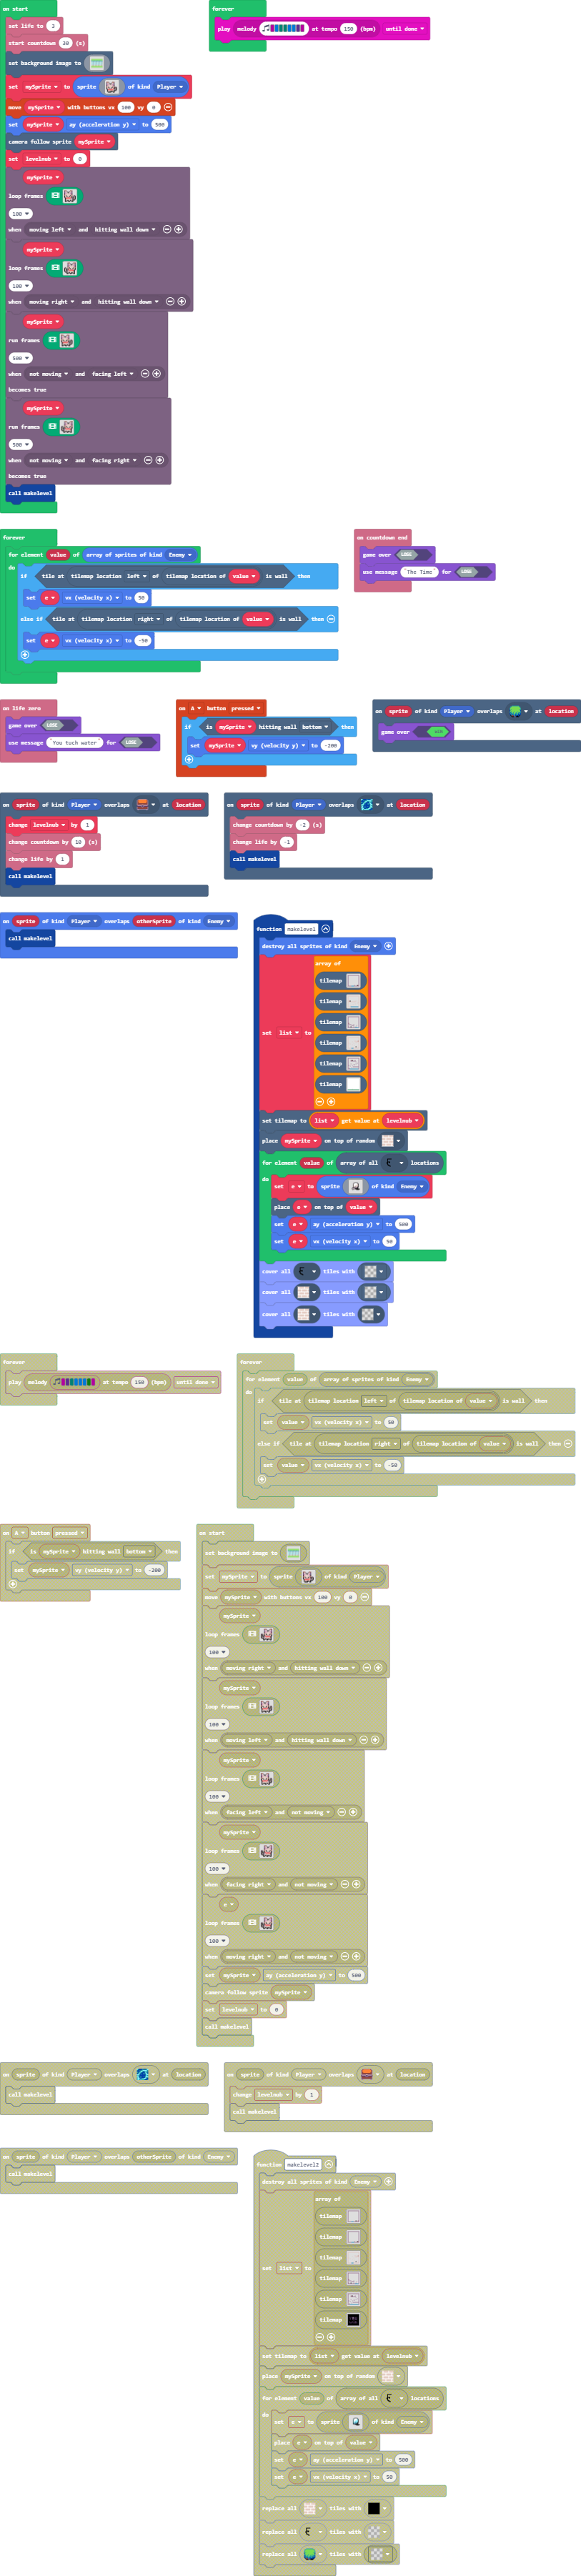 on start
set life to 3
start countdown 30 (s)
set background image to
set mySprite to sprite of kind Player
move mySprite with buttons vx 100 vy 0
set mySprite ay (acceleration y) to 500
camera follow sprite mySprite
set levelnub to 0
mySprite
loop frames
100
when moving left and hitting wall down
mySprite
loop frames
100
when moving right and hitting wall down
mySprite
run frames
500
when not moving and facing left
becomes true
mySprite
run frames
500
when not moving and facing right
becomes true
call makelevel
forever
play melody at tempo 150 (bpm) until done
forever
for element value of array of sprites of kind Enemy
do
if tile at tilemap location left of tilemap location of value is wall then
set e vx (velocity x) to 50
else if tile at tilemap location right of tilemap location of value is wall then
set e vx (velocity x) to -50
on countdown end
game over LOSE
use message The Time for LOSE
on life zero
game over LOSE
use message You tuch water for LOSE
on A button pressed
if is mySprite hitting wall bottom then
set mySprite vy (velocity y) to -200
on sprite of kind Player overlaps at location
game over WIN
on sprite of kind Player overlaps at location
change levelnub by 1
change countdown by 10 (s)
change life by 1
call makelevel
on sprite of kind Player overlaps at location
change countdown by -2 (s)
change life by -1
call makelevel
on sprite of kind Player overlaps otherSprite of kind Enemy
call makelevel
function makelevel
destroy all sprites of kind Enemy
array of
tilemap
tilemap
tilemap
set list to
tilemap
tilemap
tilemap
set tilemap to list get value at levelnub
place mySprite on top of random
for element value of array of all locations
do
set e to sprite of kind Enemy
place e on top of value
set e ay (acceleration y) to 500
set e vx (velocity x) to 50
cover all tiles with
cover all tiles with
cover all tiles with
forever
play melody at tempo 150 (bpm) until done
forever
for element value of array of sprites of kind Enemy
do
if tile at tilemap location left of tilemap location of value is wall then
set value vx (velocity x) to 50
else if tile at tilemap location right of tilemap location of value is wall then
set value vx (velocity x) to -50
on A button pressed
if is mySprite hitting wall bottom then
set mySprite vy (velocity y) to -200
on start
set background image to
set mySprite to sprite of kind Player
move mySprite with buttons vx 100 vy 0
mySprite
loop frames
100
when moving right and hitting wall down
mySprite
loop frames
100
when moving left and hitting wall down
mySprite
loop frames
100
when facing left and not moving
mySprite
loop frames
100
when facing right and not moving
e
loop frames
100
when moving right and not moving
set mySprite ay (acceleration y) to 500
camera follow sprite mySprite
set levelnub to 0
call makelevel
on sprite of kind Player overlaps at location
call makelevel
on sprite of kind Player overlaps at location
change levelnub by 1
call makelevel
on sprite of kind Player overlaps otherSprite of kind Enemy
call makelevel
function makelevel2
destroy all sprites of kind Enemy
array of
tilemap
tilemap
tilemap
set list to
tilemap
tilemap
tilemap
set tilemap to list get value at levelnub
place mySprite on top of random
for element value of array of all locations
do
set e to sprite of kind Enemy
place e on top of value
set e ay (acceleration y) to 500
set e vx (velocity x) to 50
replace all tiles with
replace all tiles with
replace all tiles with